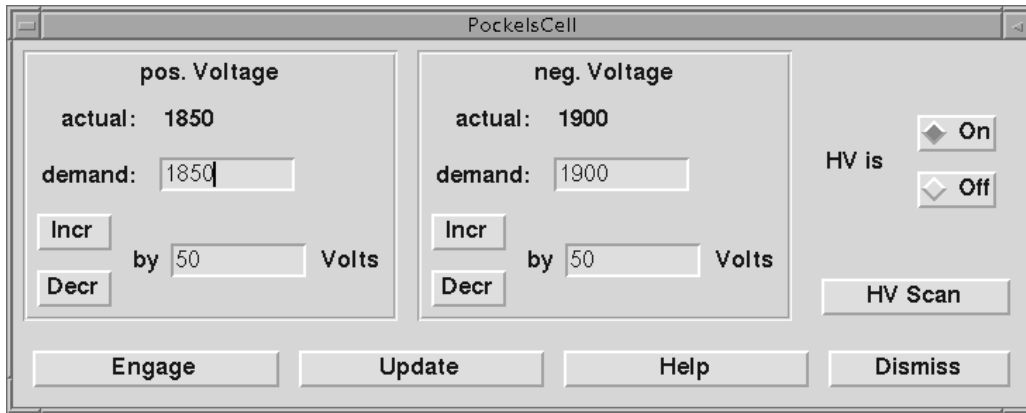 PockelsCell
pos. Voltage
actual: 1850
demand: 1850
Incr
by 50 Volts
Decr
neg. Voltage
actual: 1900
demand: 1900
Incr
by 50 Volts
Decr
HV is
On
Off
HV Scan
Engage
Update
Help
Dismiss